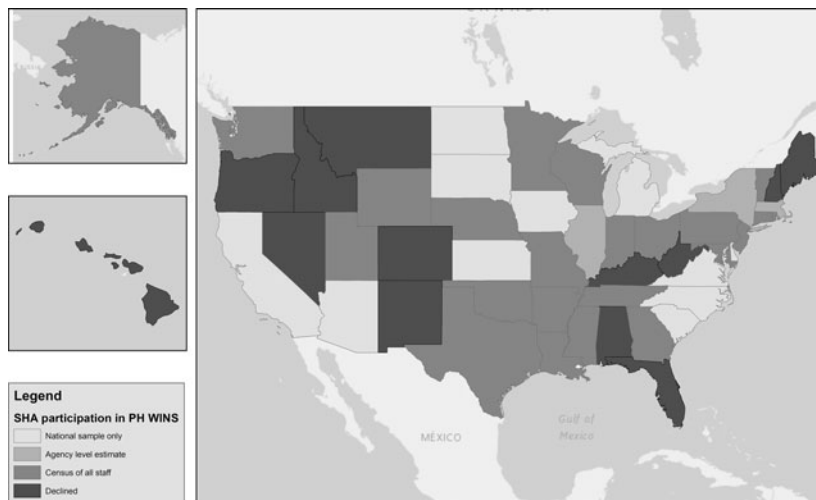 Legend
SHA participation in PH WINS
National sample only
Agency level estimate
Census of all staff
Declined
MÉXICO
Gulf of
Mexico